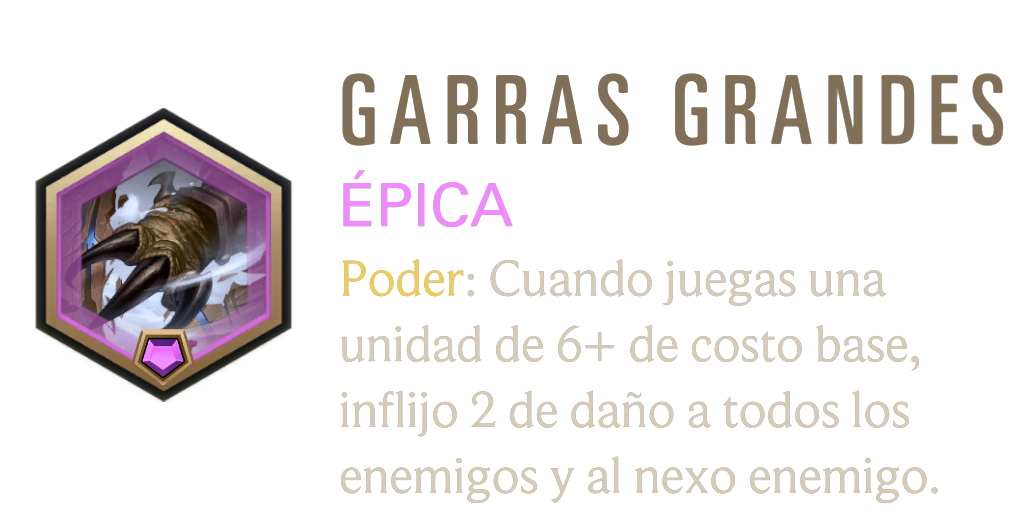 GARRAS GRANDES
ÉPICA
Poder: Cuando juegas una
unidad de 6+ de costo base,
inflijo 2 de daño a todos los
enemigos y al nexo enemigo.